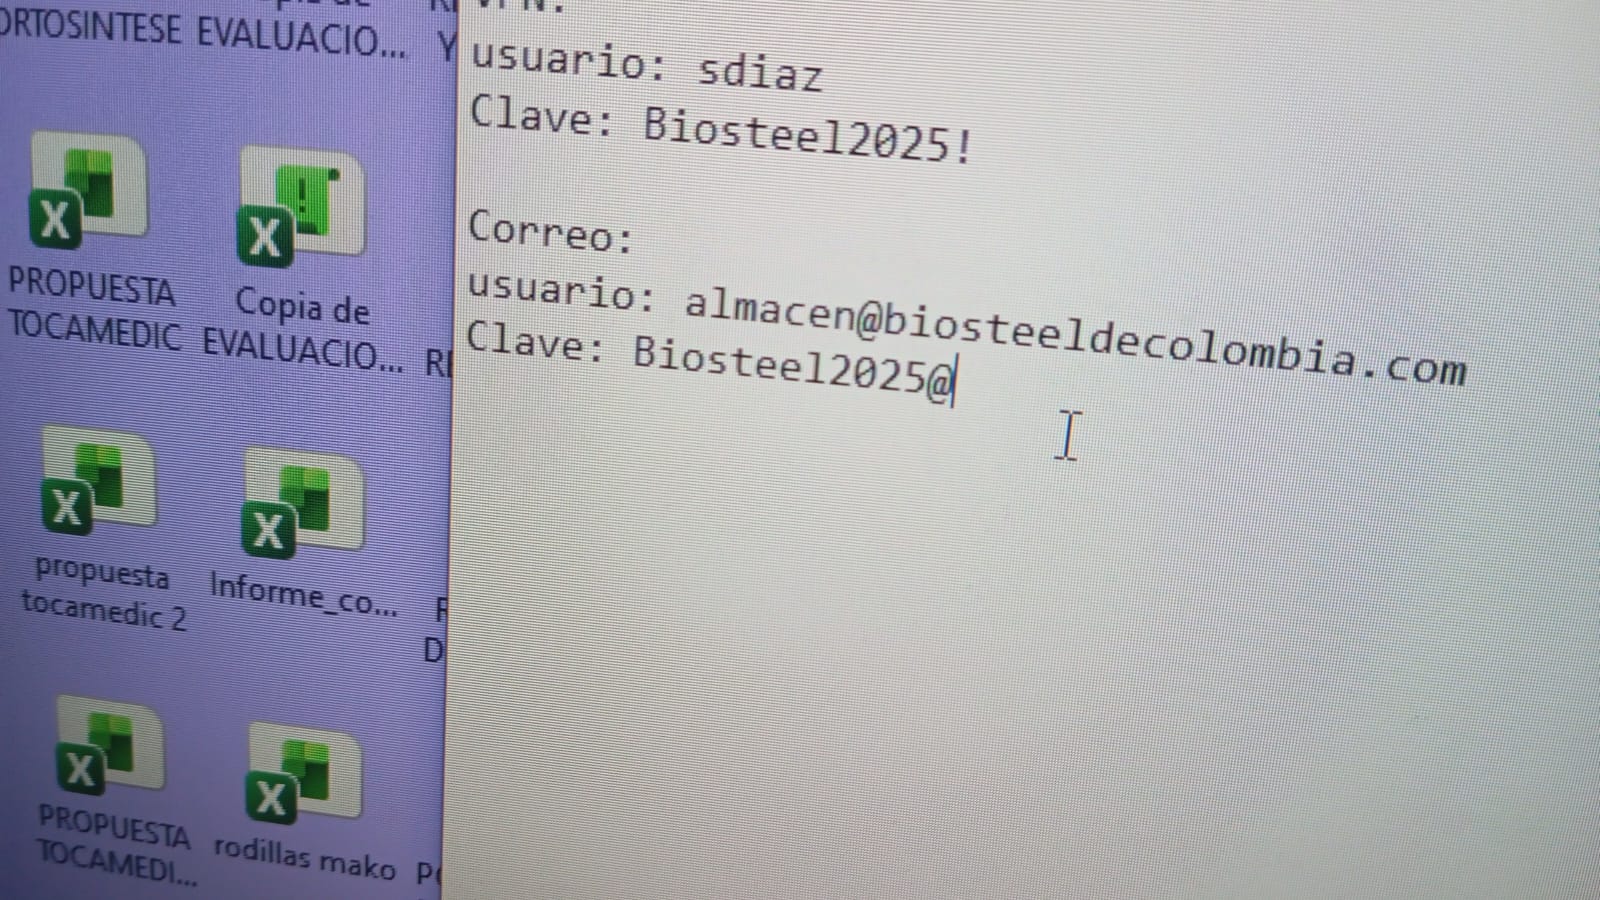 ORTOSINTESE
EVALUACIO...
Y
PROPUESTA
TOCAMEDIC
Copia de
EVALUACIO...
propuesta
tocamedic 2
Informe_co...
D
PROPUESTA
TOCAMEDI...
rodillas mako
VPN:
usuario: sdiaz
Clave: Biosteel2025!
Correo:
usuario: almacen@biosteeldecolombia.com
Clave: Biosteel2025@